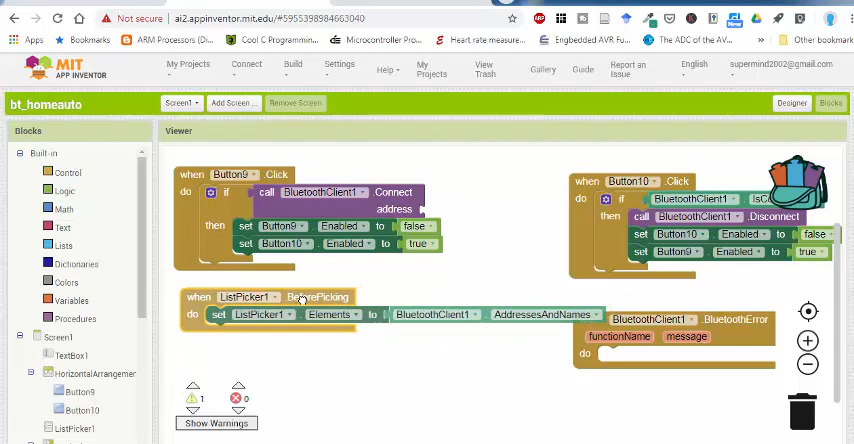 Not secure | ai2.appinventor.mit.edu/#5955398984663040
Apps Bookmarks ARM Processors Cool C Programming... Microcontroller Pro... Heart rate measure... Engbedded AVR Fu... The ADC of the AV... » Other bookmark
MIT APP INVENTOR
My Projects Connect Build Settings Help My Projects View Trash Gallery Guide Report an Issue English supermind2002@gmail.com
bt_homeauto Screen1 Add Screen ... Remove Screen Designer Blocks
Blocks Viewer
Built-in
Control
Logic
Math
Text
Lists
Dictionaries
Colors
Variables
Procedures
Screen1
TextBox1
HorizontalArrangemen
Button9
Button10
ListPicker1
when Button9 .Click
do if call BluetoothClient1 .Connect
address
then set Button9 . Enabled to false
set Button10 . Enabled to true
when Button10 .Click
do if BluetoothClient1 .
then call BluetoothClient1 .Disconnect
set Button10 . Enabled to false
set Button9 . Enabled to true
when ListPicker1 .BeforePicking
do set ListPicker1 . Elements to BluetoothClient1 . AddressesAndNames
BluetoothClient1 .BluetoothError
functionName message
do
1 0
Show Warnings